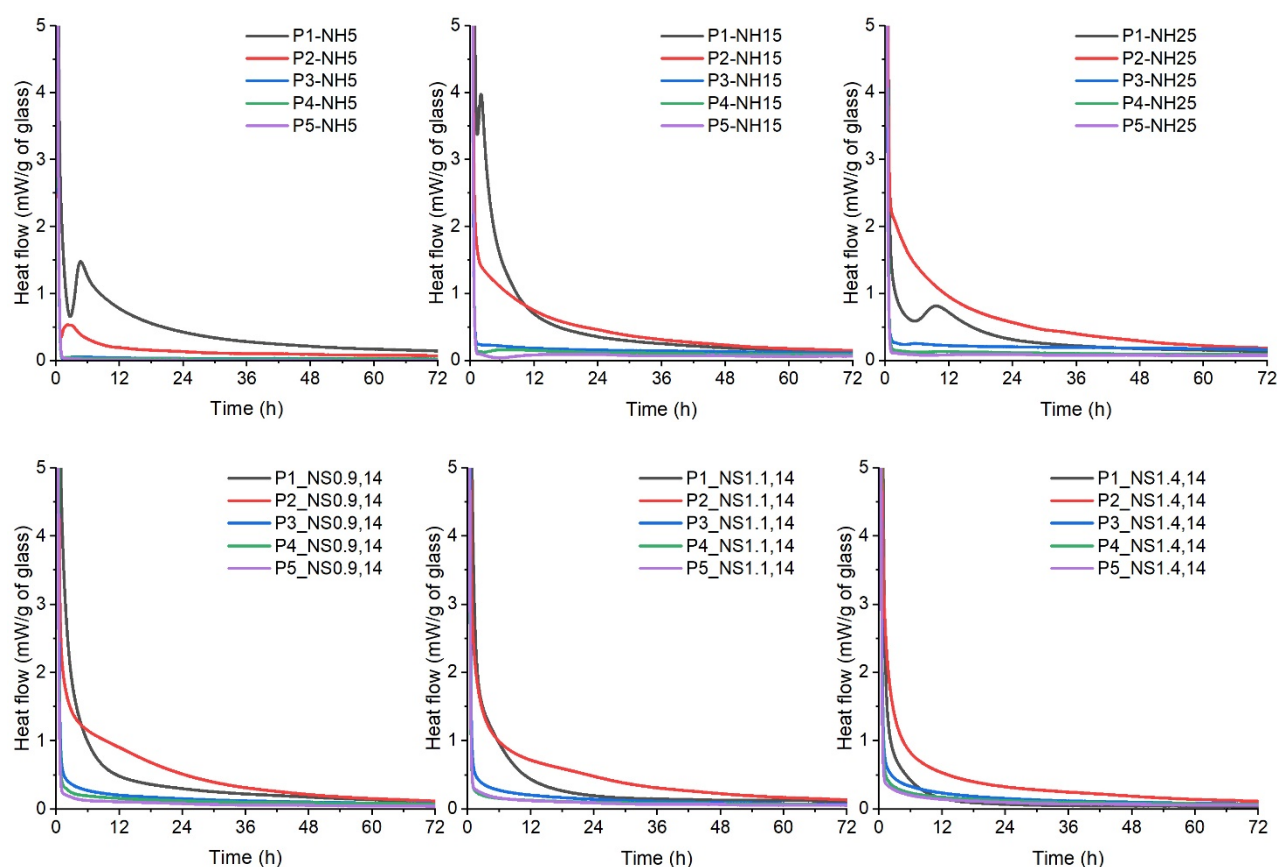 P1-NH5
P2-NH5
P3-NH5
P4-NH5
P5-NH5
Heat flow (mW/g of glass)
5
4
3
2
1
0
0 12 24 36 48 60 72
Time (h)
P1-NH15
P2-NH15
P3-NH15
P4-NH15
P5-NH15
Heat flow (mW/g of glass)
5
4
3
2
1
0
0 12 24 36 48 60 72
Time (h)
P1-NH25
P2-NH25
P3-NH25
P4-NH25
P5-NH25
Heat flow (mW/g of glass)
5
4
3
2
1
0
0 12 24 36 48 60 72
Time (h)
P1_NS0.9,14
P2_NS0.9,14
P3_NS0.9,14
P4_NS0.9,14
P5_NS0.9,14
Heat flow (mW/g of glass)
5
4
3
2
1
0
0 12 24 36 48 60 72
Time (h)
P1_NS1.1,14
P2_NS1.1,14
P3_NS1.1,14
P4_NS1.1,14
P5_NS1.1,14
Heat flow (mW/g of glass)
5
4
3
2
1
0
0 12 24 36 48 60 72
Time (h)
P1_NS1.4,14
P2_NS1.4,14
P3_NS1.4,14
P4_NS1.4,14
P5_NS1.4,14
Heat flow (mW/g of glass)
5
4
3
2
1
0
0 12 24 36 48 60 72
Time (h)